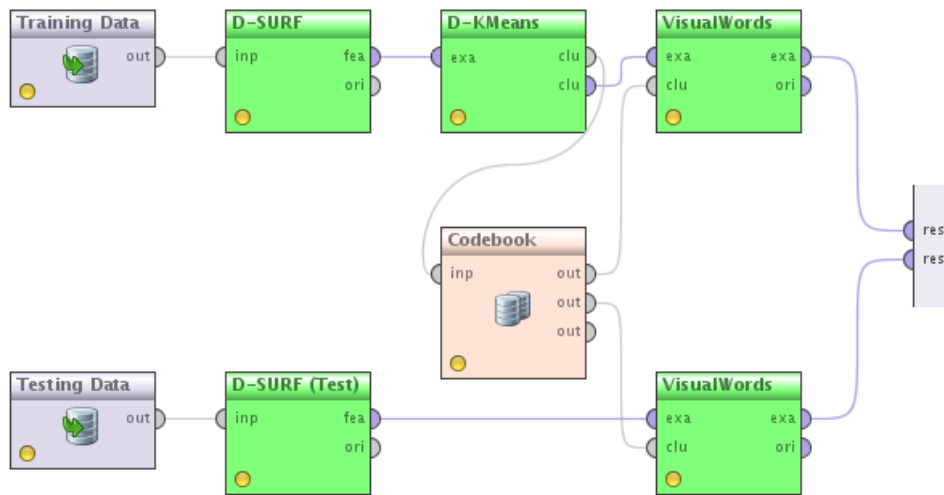 Training Data
out
D-SURF
inp
fea
ori
D-KMeans
exa
clu
clu
VisualWords
exa
exa
clu
ori
res
res
Codebook
inp
out
out
out
Testing Data
out
D-SURF (Test)
inp
fea
ori
VisualWords
exa
exa
clu
ori